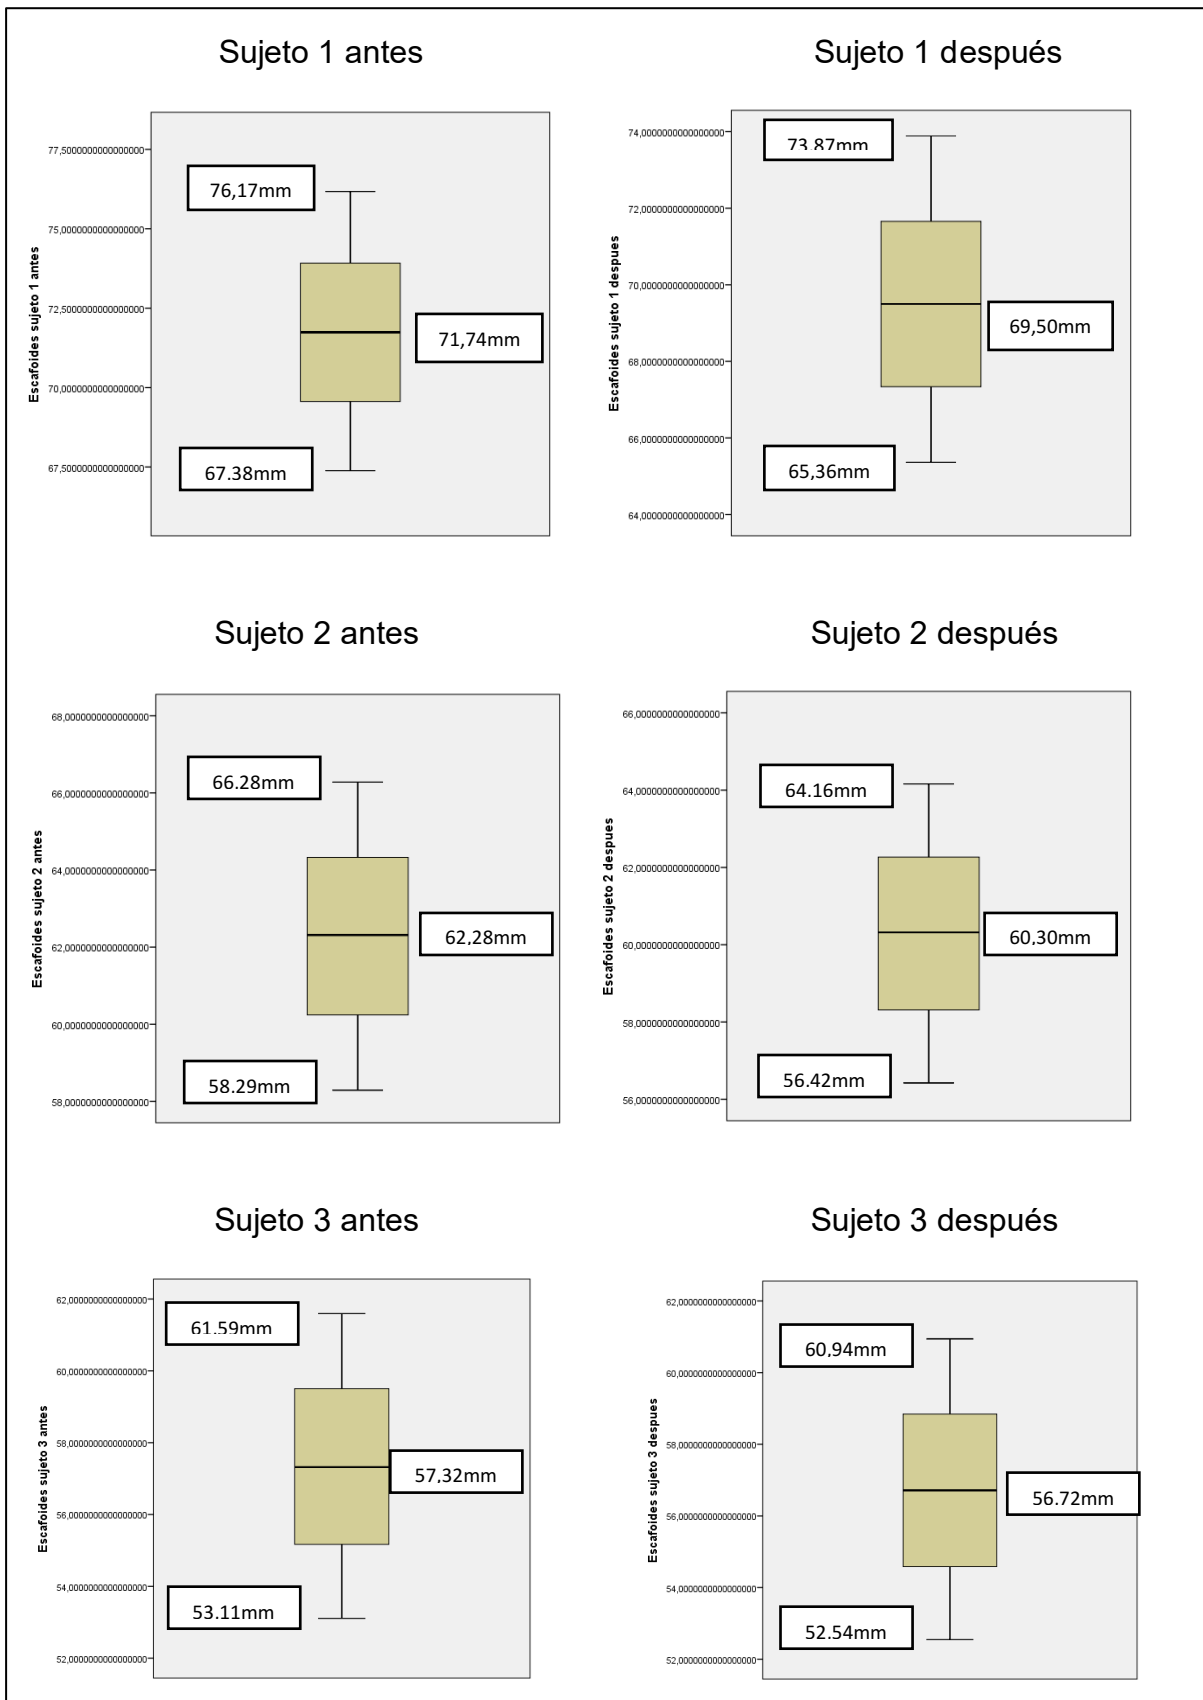 Sujeto 1 antes
77,5000000000000000
76,17mm
75,0000000000000000
72,5000000000000000
71,74mm
70,0000000000000000
67.38mm
67,5000000000000000
Escafoides sujeto 1 antes
Sujeto 1 después
74,0000000000000000
73.87mm
72,0000000000000000
70,0000000000000000
69,50mm
68,0000000000000000
66,0000000000000000
65,36mm
64,0000000000000000
Escafoides sujeto 1 despues
Sujeto 2 antes
68,0000000000000000
66.28mm
66,0000000000000000
64,0000000000000000
62,28mm
62,0000000000000000
60,0000000000000000
58.29mm
58,0000000000000000
Escafoides sujeto 2 antes
Sujeto 2 después
66,0000000000000000
64.16mm
64,0000000000000000
62,0000000000000000
60,30mm
60,0000000000000000
58,0000000000000000
56.42mm
56,0000000000000000
Escafoides sujeto 2 despues
Sujeto 3 antes
62,0000000000000000
61.59mm
60,0000000000000000
58,0000000000000000
57,32mm
56,0000000000000000
54,0000000000000000
53.11mm
52,0000000000000000
Escafoides sujeto 3 antes
Sujeto 3 después
62,0000000000000000
60,94mm
60,0000000000000000
58,0000000000000000
56.72mm
56,0000000000000000
54,0000000000000000
52.54mm
52,0000000000000000
Escafoides sujeto 3 despues